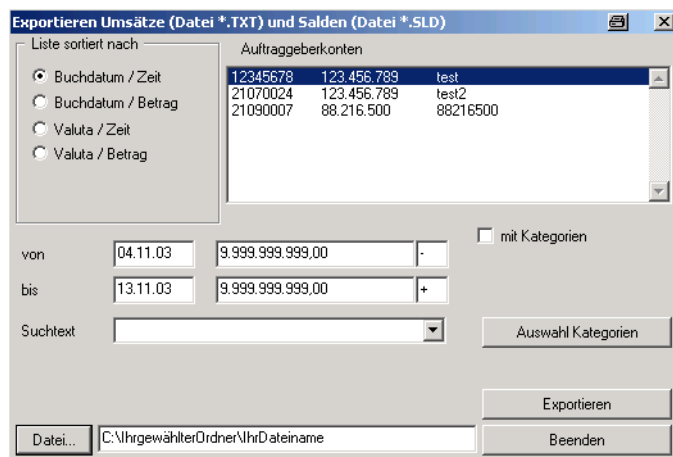 Exportieren Umsätze (Datei *.TXT) und Salden (Datei *.SLD)
Liste sortiert nach
Buchdatum / Zeit
Buchdatum / Betrag
Valuta / Zeit
Valuta / Betrag
Auftraggeberkonten
12345678 123.456.789 test
21070024 123.456.789 test2
21090007 88.216.500 88216500
mit Kategorien
von 04.11.03 9.999.999.999,00 -
bis 13.11.03 9.999.999.999,00 +
Suchtext
Auswahl Kategorien
Exportieren
Datei... C:\IhrgewählterOrdner\IhrDateiname Beenden